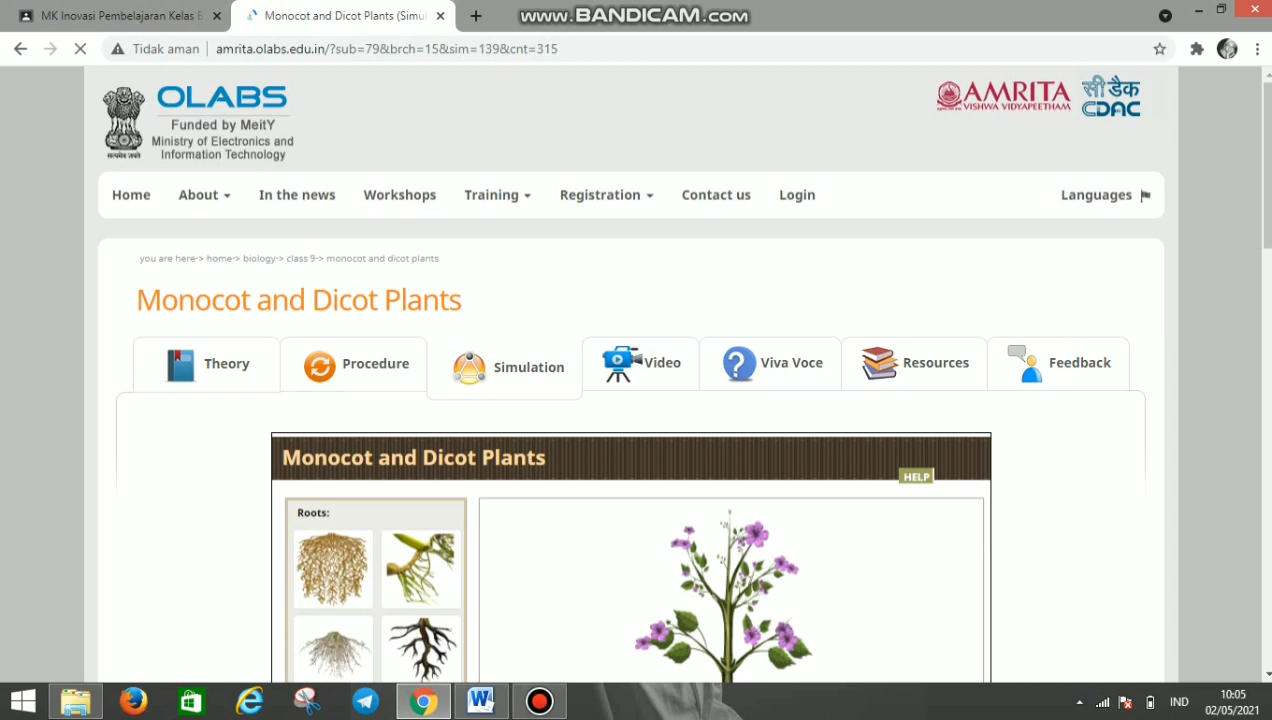 MK Inovasi Pembelajaran Kelas B
Monocot and Dicot Plants (Simul
www.BANDICAM.com
Tidak aman
amrita.olabs.edu.in/?sub=79&brch=15&sim=139&cnt=315
OLABS
Funded by MeitY
Ministry of Electronics and
Information Technology
सत्यमेव जयते
AMRITA
VISHWA VIDYAPEETHAM
सी डैक
CDAC
Home
About
In the news
Workshops
Training
Registration
Contact us
Login
Languages
you are here-> home-> biology-> class 9-> monocot and dicot plants
Monocot and Dicot Plants
Theory
Procedure
Simulation
Video
Viva Voce
Resources
Feedback
Monocot and Dicot Plants
HELP
Roots:
IND
10:05
02/05/2021